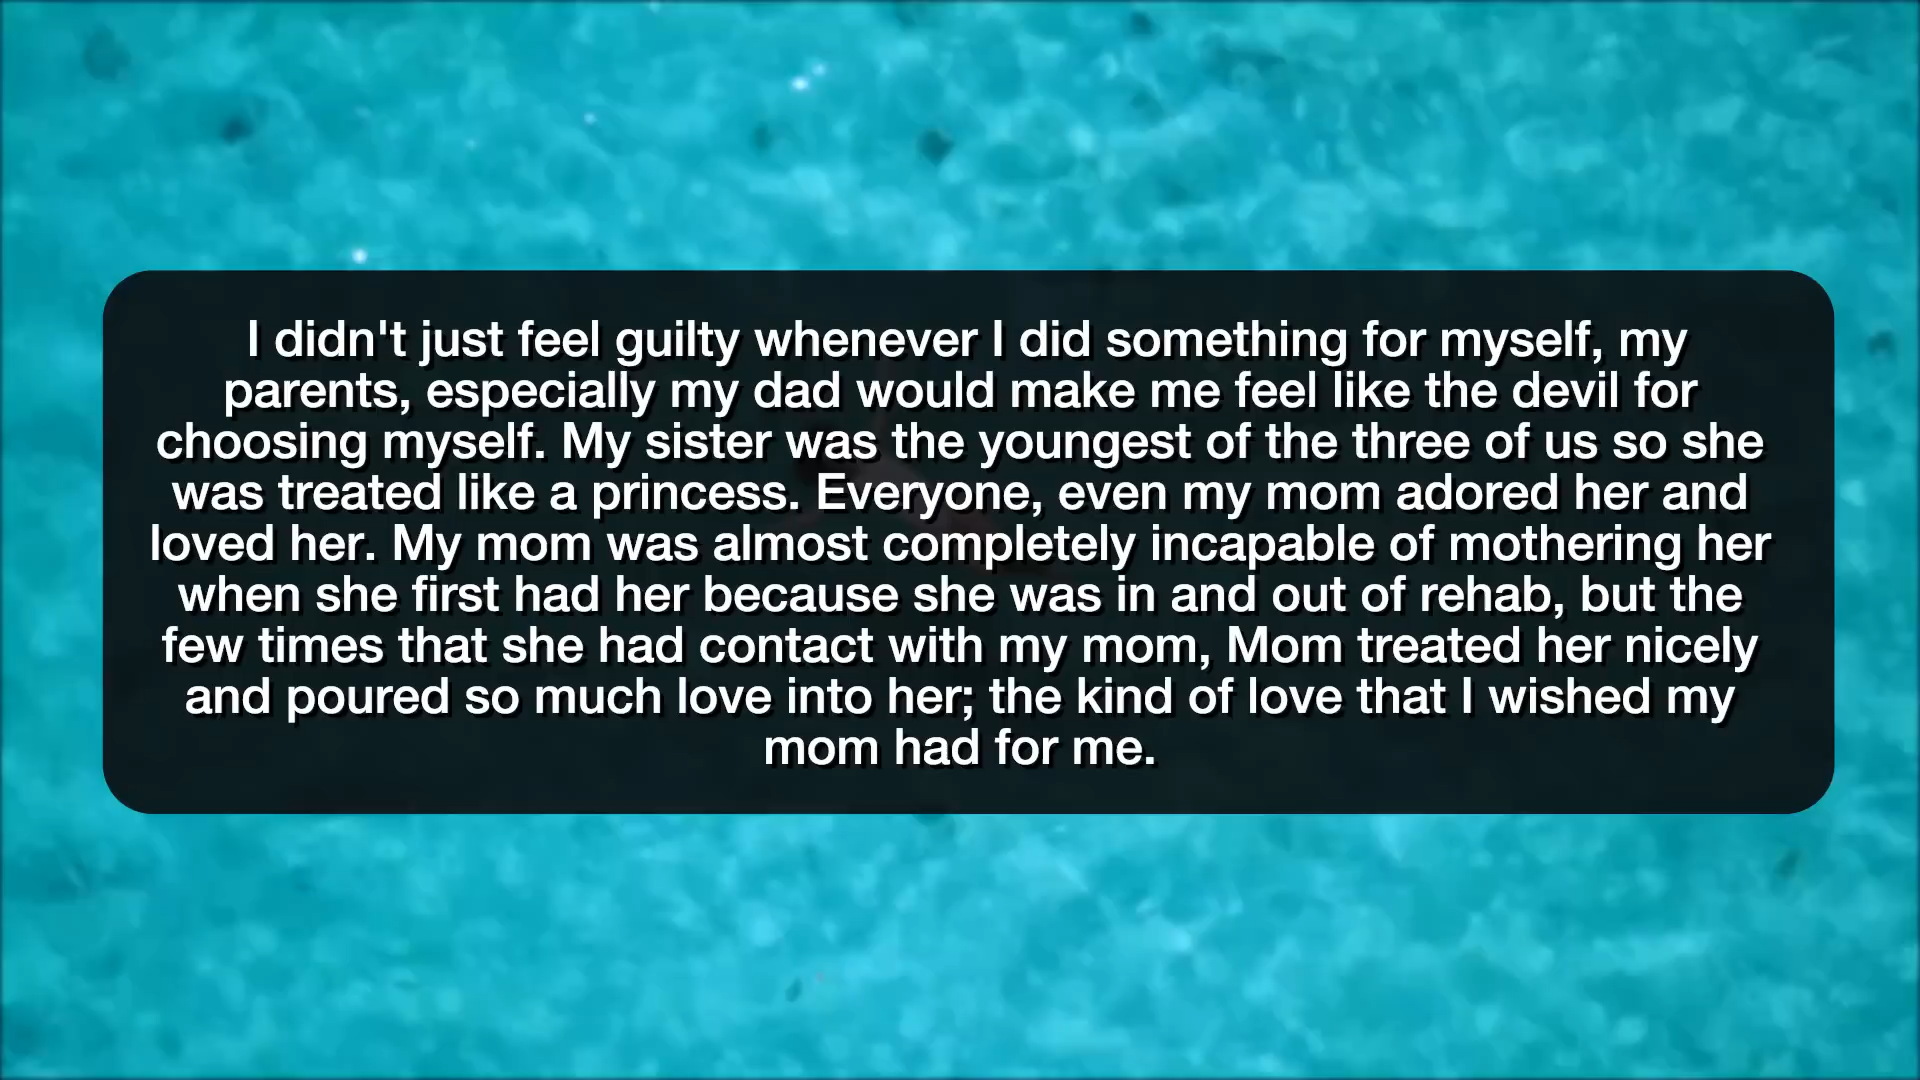 I didn't just feel guilty whenever I did something for myself, my
parents, especially my dad would make me feel like the devil for
choosing myself. My sister was the youngest of the three of us so she
was treated like a princess. Everyone, even my mom adored her and
loved her. My mom was almost completely incapable of mothering her
when she first had her because she was in and out of rehab, but the
few times that she had contact with my mom, Mom treated her nicely
and poured so much love into her; the kind of love that I wished my
mom had for me.